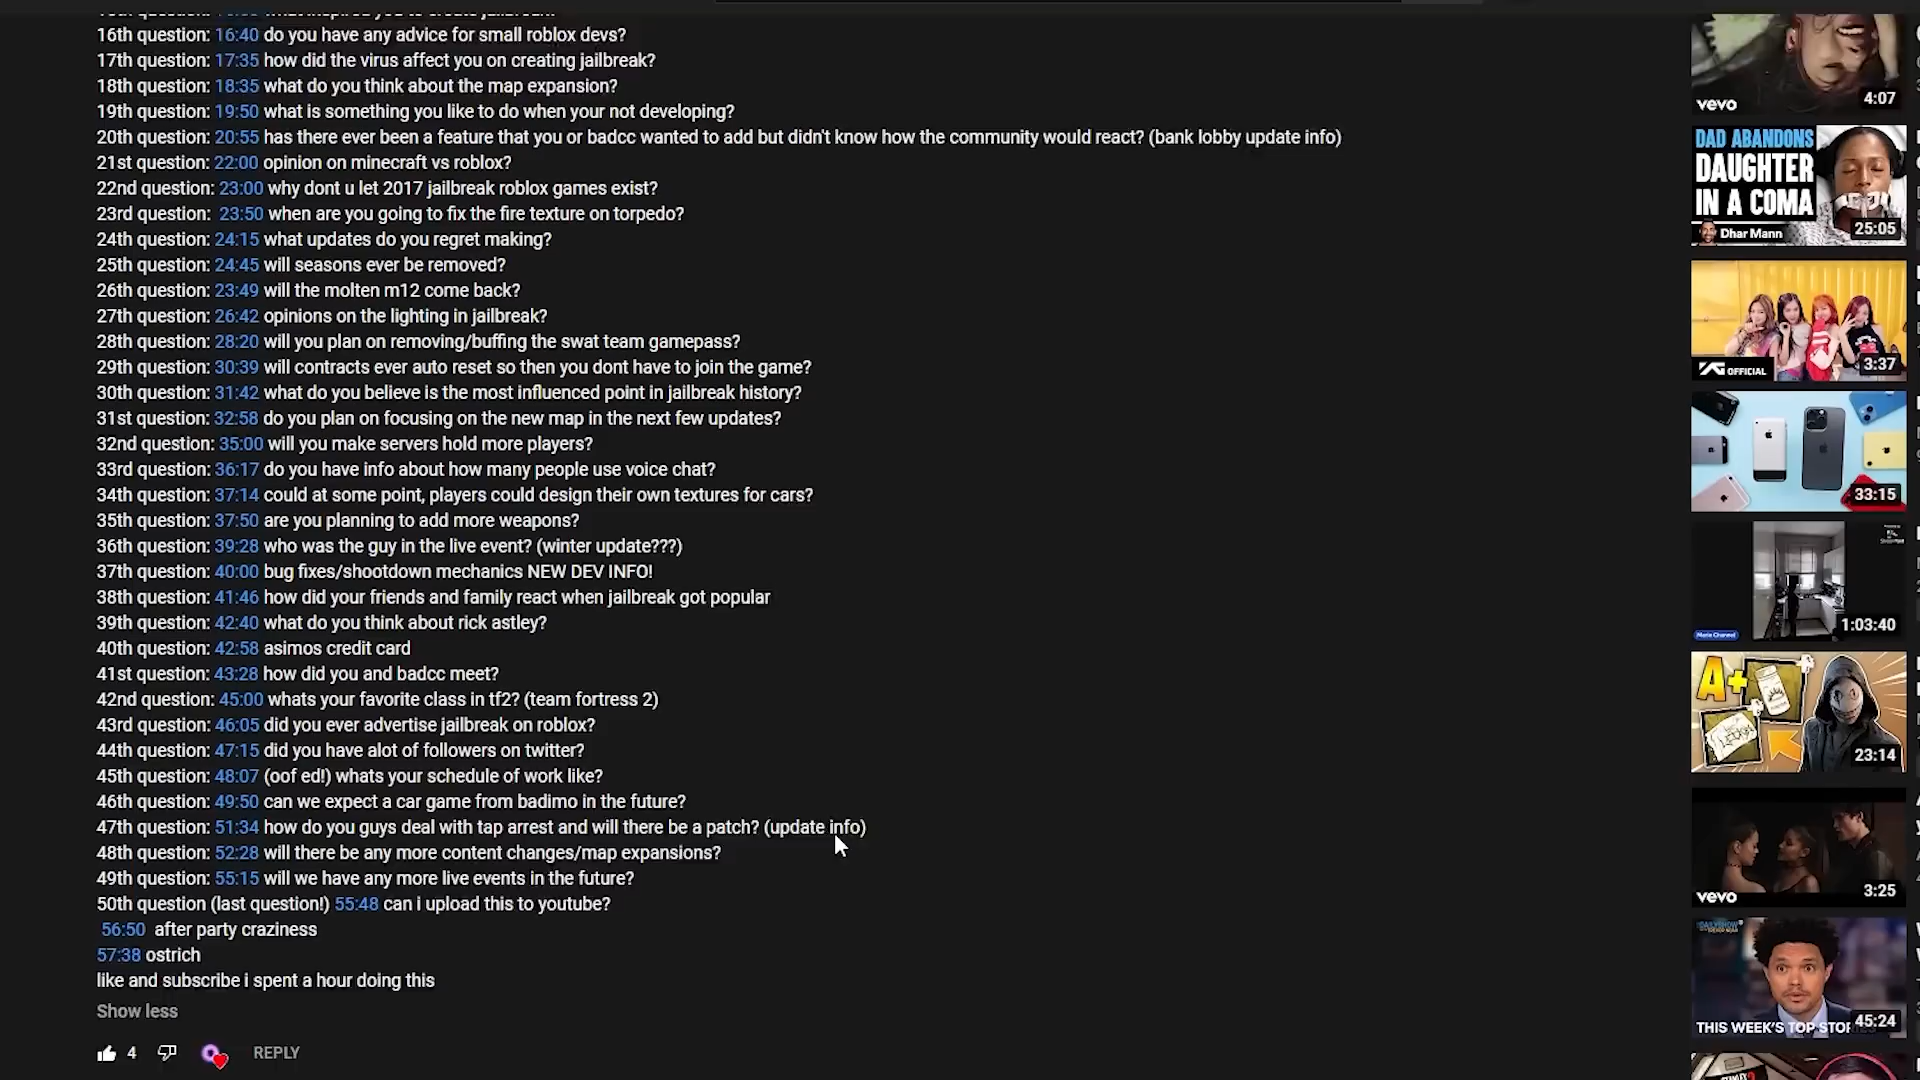 what inspired you to create jailbreak?
16th question: 16:40 do you have any advice for small roblox devs?
17th question: 17:35 how did the virus affect you on creating jailbreak?
18th question: 18:35 what do you think about the map expansion?
19th question: 19:50 what is something you like to do when your not developing?
20th question: 20:55 has there ever been a feature that you or badcc wanted to add but didn't know how the community would react? (bank lobby update info)
21st question: 22:00 opinion on minecraft vs roblox?
22nd question: 23:00 why dont u let 2017 jailbreak roblox games exist?
23rd question:  23:50 when are you going to fix the fire texture on torpedo?
24th question: 24:15 what updates do you regret making?
25th question: 24:45 will seasons ever be removed?
26th question: 23:49 will the molten m12 come back?
27th question: 26:42 opinions on the lighting in jailbreak?
28th question: 28:20 will you plan on removing/buffing the swat team gamepass?
29th question: 30:39 will contracts ever auto reset so then you dont have to join the game?
30th question: 31:42 what do you believe is the most influenced point in jailbreak history?
31st question: 32:58 do you plan on focusing on the new map in the next few updates?
32nd question: 35:00 will you make servers hold more players?
33rd question: 36:17 do you have info about how many people use voice chat?
34th question: 37:14 could at some point, players could design their own textures for cars?
35th question: 37:50 are you planning to add more weapons?
36th question: 39:28 who was the guy in the live event? (winter update???)
37th question: 40:00 bug fixes/shootdown mechanics NEW DEV INFO!
38th question: 41:46 how did your friends and family react when jailbreak got popular
39th question: 42:40 what do you think about rick astley?
40th question: 42:58 asimos credit card
41st question: 43:28 how did you and badcc meet?
42nd question: 45:00 whats your favorite class in tf2? (team fortress 2)
43rd question: 46:05 did you ever advertise jailbreak on roblox?
44th question: 47:15 did you have alot of followers on twitter?
45th question: 48:07 (oof ed!) whats your schedule of work like?
46th question: 49:50 can we expect a car game from badimo in the future?
47th question: 51:34 how do you guys deal with tap arrest and will there be a patch? (update info)
48th question: 52:28 will there be any more content changes/map expansions?
49th question: 55:15 will we have any more live events in the future?
50th question (last question!) 55:48 can i upload this to youtube?
56:50 after party craziness
57:38 ostrich
like and subscribe i spent a hour doing this
Show less
4
REPLY
vevo
4:07
DAD ABANDONS
DAUGHTER
IN A COMA
Dhar Mann
25:05
YG OFFICIAL
3:37
33:15
1:03:40
A+
23:14
vevo
3:25
THIS WEEK'S TOP
45:24